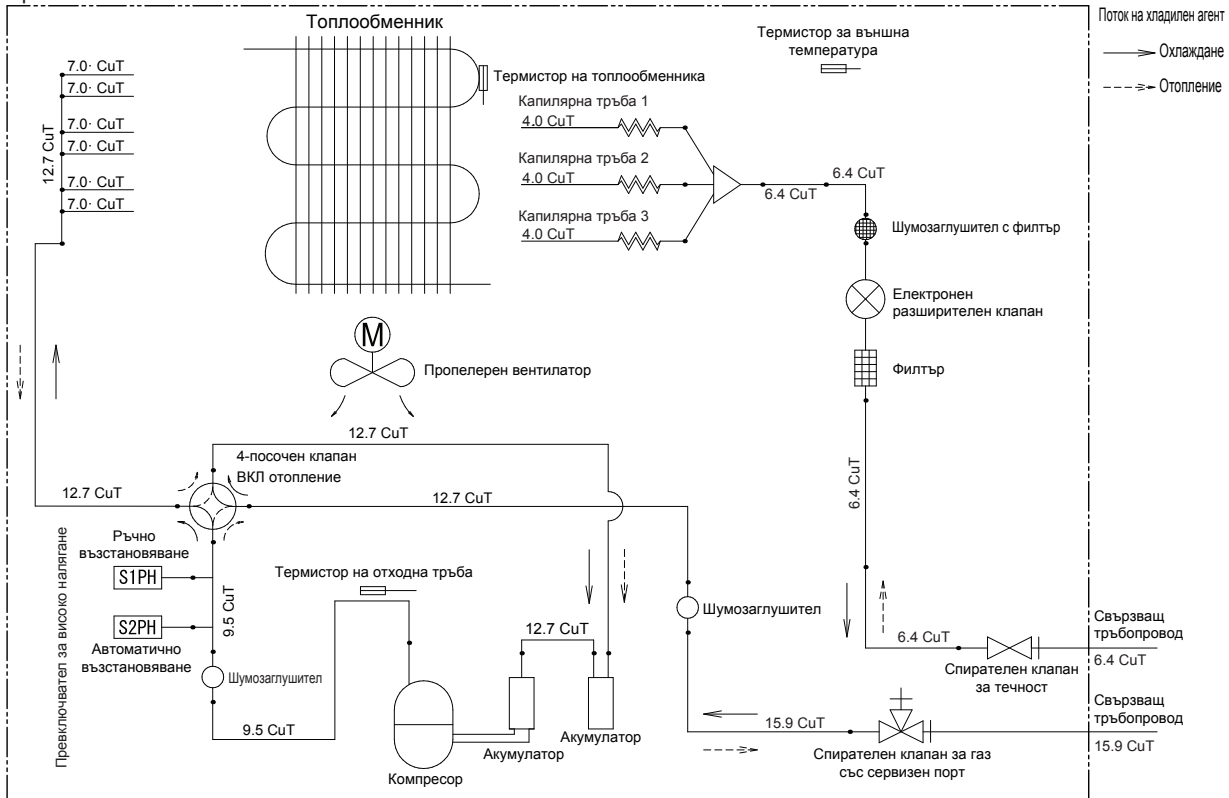 Топлообменник
Термистор за външна
температура
Поток на хладилен агент
Охлаждане
Отопление
7.0· CuT
7.0· CuT
7.0· CuT
7.0· CuT
7.0· CuT
7.0· CuT
12.7 CuT
Термистор на топлообменника
Капилярна тръба 1
4.0 CuT
Капилярна тръба 2
4.0 CuT
Капилярна тръба 3
4.0 CuT
6.4 CuT
6.4 CuT
Шумозаглушител с филтър
Електронен
разширителен клапан
Филтър
M
Пропелерен вентилатор
12.7 CuT
4-посочен клапан
ВКЛ отопление
12.7 CuT
12.7 CuT
6.4 CuT
Превключвател за високо налягане
Ръчно
възстановяване
S1PH
S2PH
Автоматично
възстановяване
9.5 CuT
Шумозаглушител
9.5 CuT
Термистор на отходна тръба
Компресор
12.7 CuT
Акумулатор
Акумулатор
Шумозаглушител
6.4 CuT
Спирателен клапан
за течност
Свързващ
тръбопровод
6.4 CuT
15.9 CuT
Спирателен клапан за газ
със сервизен порт
Свързващ
тръбопровод
15.9 CuT